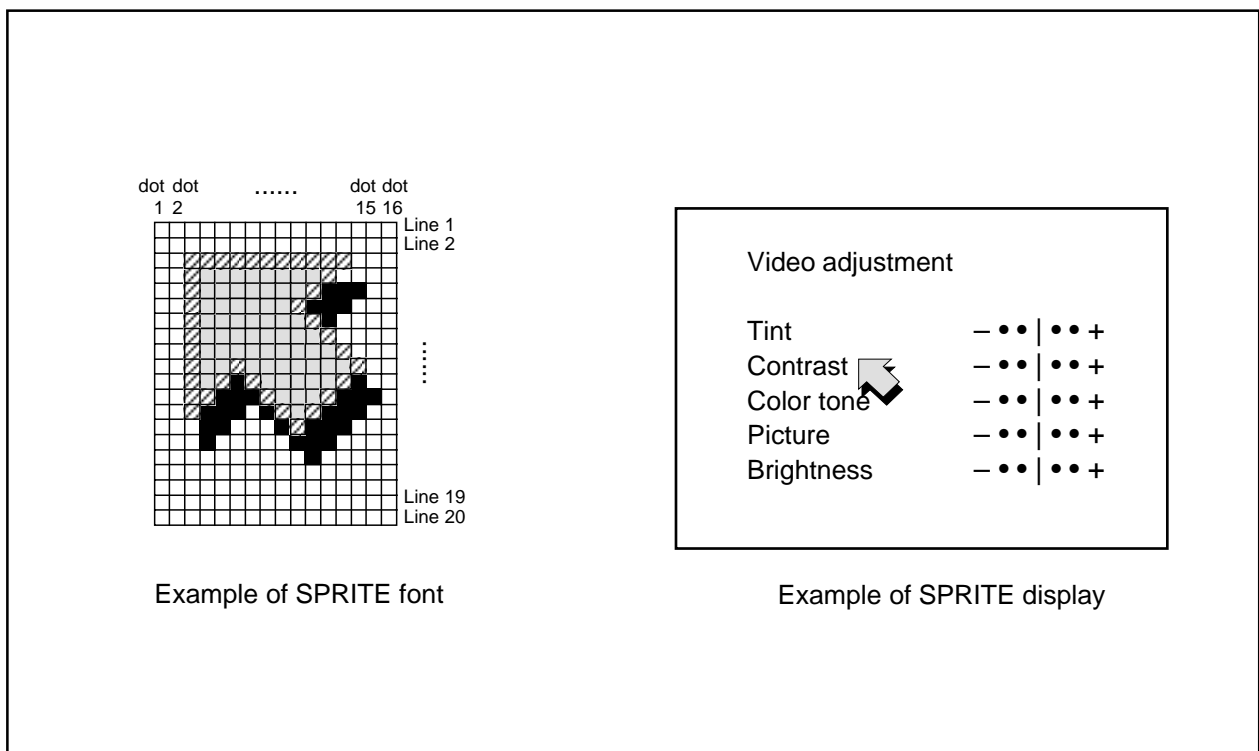 dot dot ...... dot dot
1 2 15 16
Line 1
Line 2
......
Line 19
Line 20
Example of SPRITE font
Video adjustment
Tint – • • | • • +
Contrast – • • | • • +
Color tone – • • | • • +
Picture – • • | • • +
Brightness – • • | • • +
Example of SPRITE display